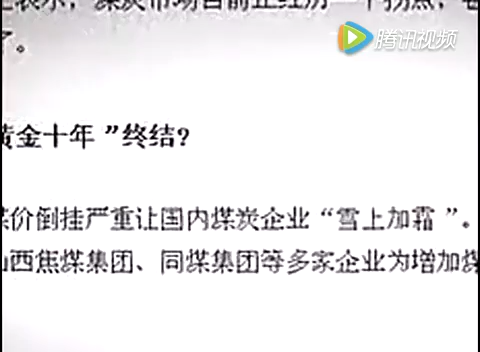 表示，煤炭市场目前正经历一个拐点，
腾讯视频
。
黄金十年”终结？
煤价倒挂严重让国内煤炭企业“雪上加霜”。
山西焦煤集团、同煤集团等多家企业为增加煤